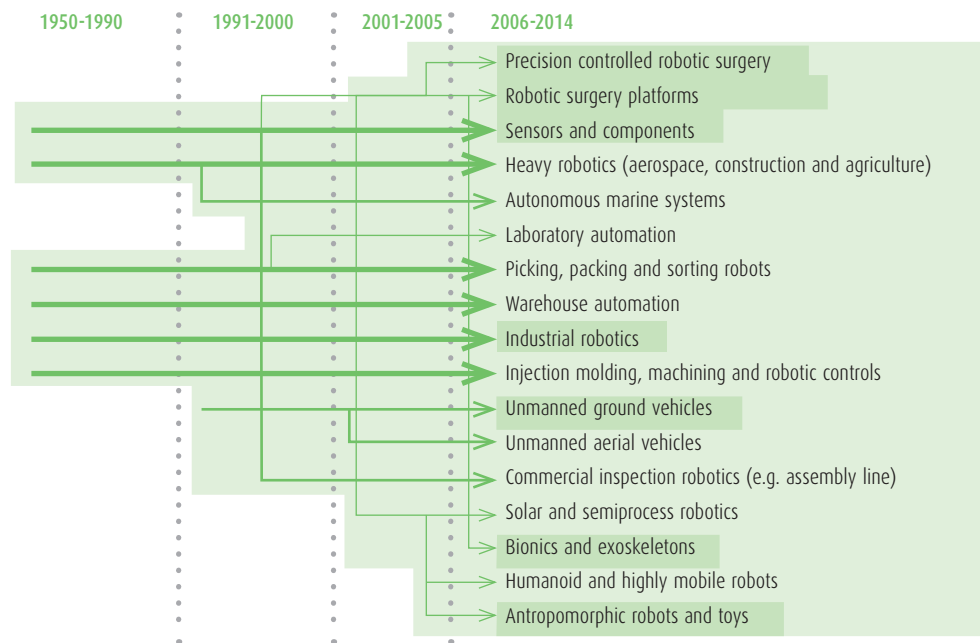 1950-1990 1991-2000 2001-2005 2006-2014
Precision controlled robotic surgery
Robotic surgery platforms
Sensors and components
Heavy robotics (aerospace, construction and agriculture)
Autonomous marine systems
Laboratory automation
Picking, packing and sorting robots
Warehouse automation
Industrial robotics
Injection molding, machining and robotic controls
Unmanned ground vehicles
Unmanned aerial vehicles
Commercial inspection robotics (e.g. assembly line)
Solar and semiprocess robotics
Bionics and exoskeletons
Humanoid and highly mobile robots
Antropomorphic robots and toys